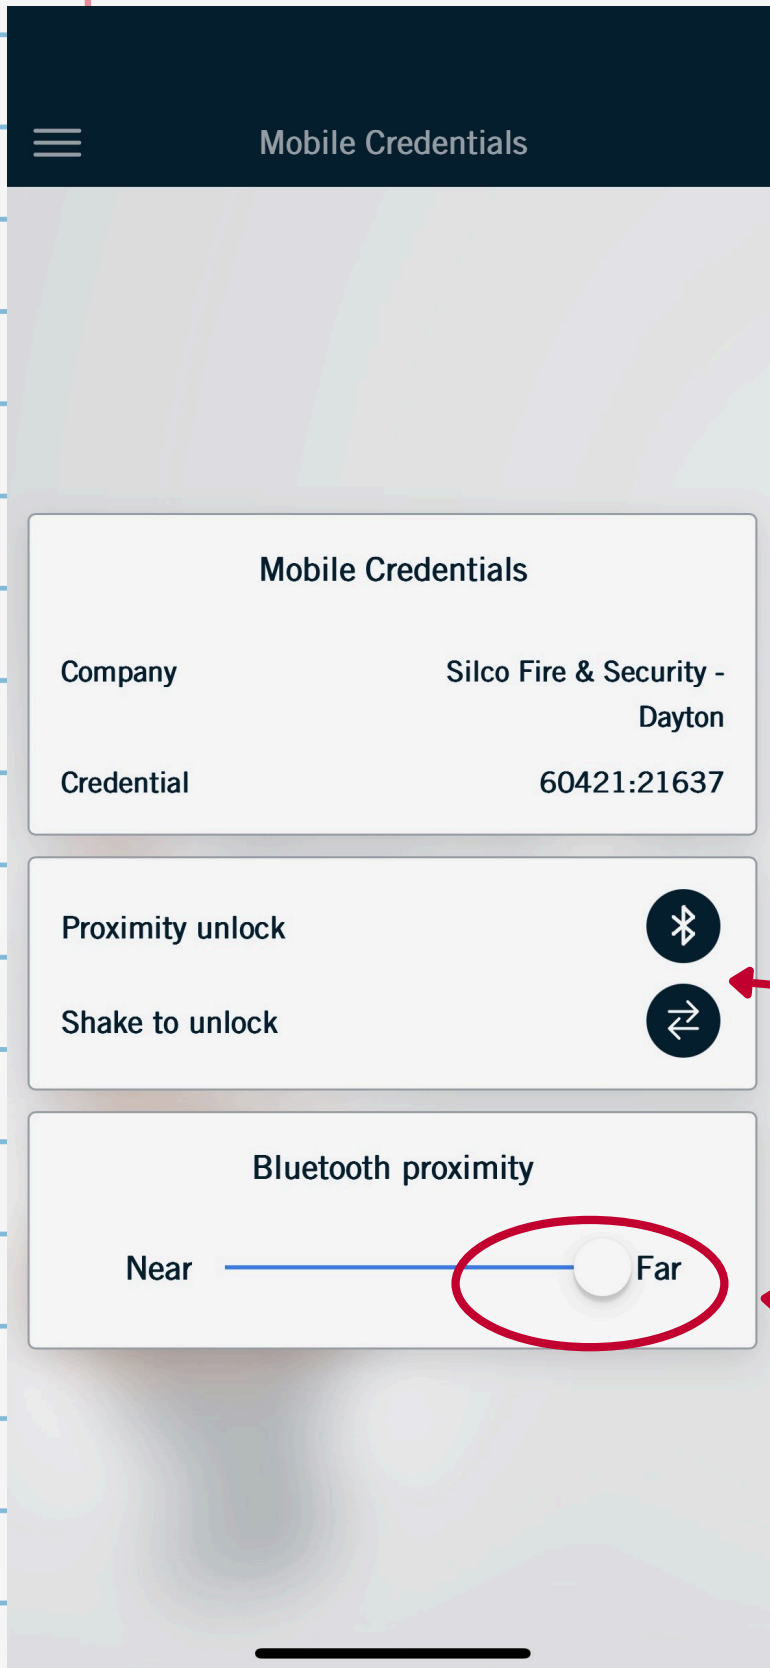 Mobile Credentials
Mobile Credentials
Company
Silco Fire & Security -
Dayton
Credential
60421:21637
Proximity unlock
Shake to unlock
Bluetooth proximity
Near
Far